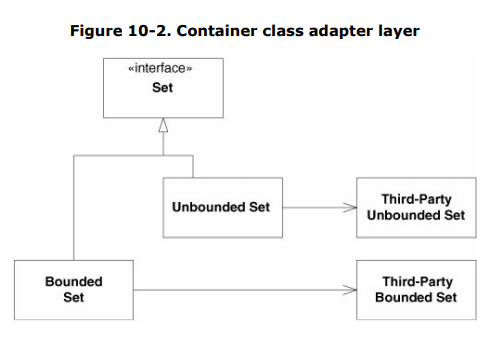 Figure 10-2. Container class adapter layer
«interface»
Set
Unbounded Set
Third-Party
Unbounded Set
Bounded
Set
Third-Party
Bounded Set